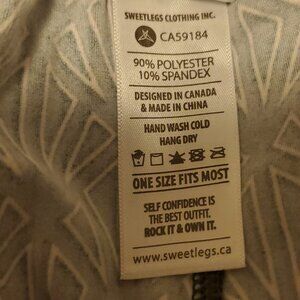 SWEETLEGS CLOTHING INC.
CA59184
90% POLYESTER
10% SPANDEX
DESIGNED IN CANADA
& MADE IN CHINA
HAND WASH COLD
HANG DRY
ONE SIZE FITS MOST
SELF CONFIDENCE IS
THE BEST OUTFIT.
ROCK IT & OWN IT.
www.sweetlegs.ca